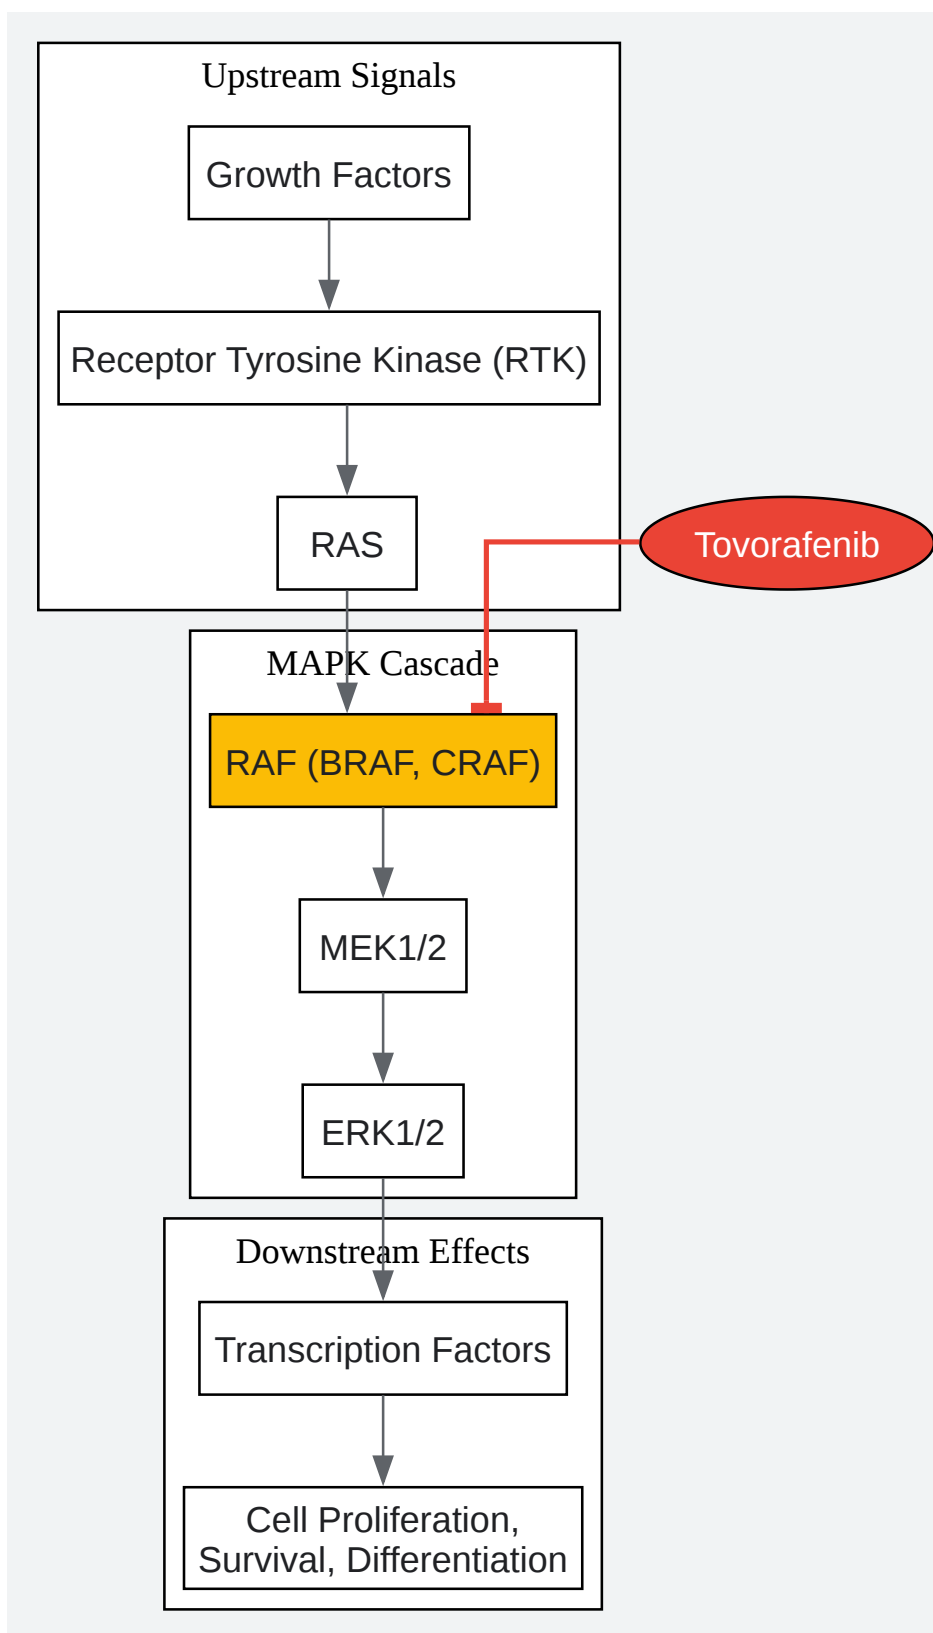 Upstream Signals
Growth Factors
Receptor Tyrosine Kinase (RTK)
RAS
Tovorafenib
MAPK Cascade
RAF (BRAF, CRAF)
MEK1/2
ERK1/2
Downstream Effects
Transcription Factors
Cell Proliferation,
Survival, Differentiation